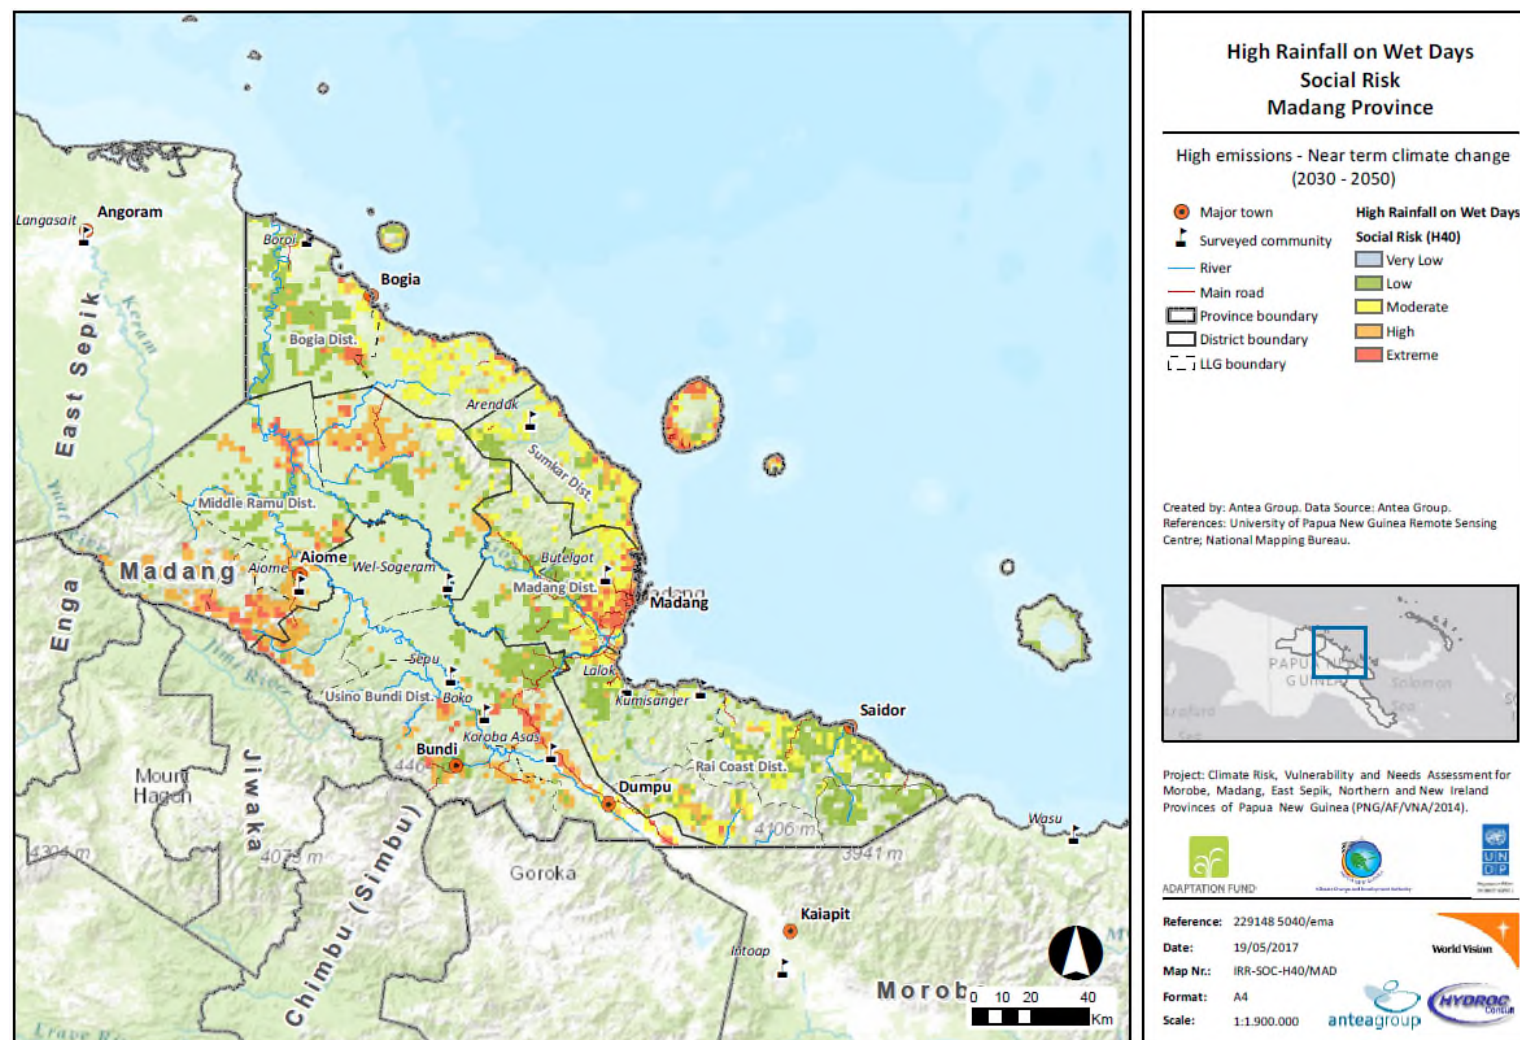 Langasait
Angoram
Boroi
Bogia
Keram
East Sepik
Bogia Dist.
Arendak
Sumkar Dist.
Middle Ramu Dist.
Aiome
Aiome
Madang
Wel-Sogeram
Butelgot
Madang Dist.
Madang
Enga
Sepu
Usino Bundi Dist.
Boko
Lalok
Kumisanger
Saidor
Koroba Asas
Bundi
Rai Coast Dist.
Dumpu
Mount
Hagen
Jiwaka
Chimbu (Simbu)
4073 m
Goroka
4106 m
3941 m
Wasu
Kaiapit
Intoap
0 10 20 40
Km
High Rainfall on Wet Days
Social Risk
Madang Province
High emissions - Near term climate change
(2030 - 2050)
Major town
Surveyed community
River
Main road
Province boundary
District boundary
LLG boundary
High Rainfall on Wet Days
Social Risk (H40)
Very Low
Low
Moderate
High
Extreme
Created by: Antea Group. Data Source: Antea Group.
References: University of Papua New Guinea Remote Sensing
Centre; National Mapping Bureau.
Project: Climate Risk, Vulnerability and Needs Assessment for
Morobe, Madang, East Sepik, Northern and New Ireland
Provinces of Papua New Guinea (PNG/AF/VNA/2014).
ADAPTATION FUND
UN
DP
Reference: 229148 5040/ema
Date: 19/05/2017
Map Nr.: IRR-SOC-H40/MAD
Format: A4
Scale: 1:1.900.000
World Vision
anteagroup
HYDROC